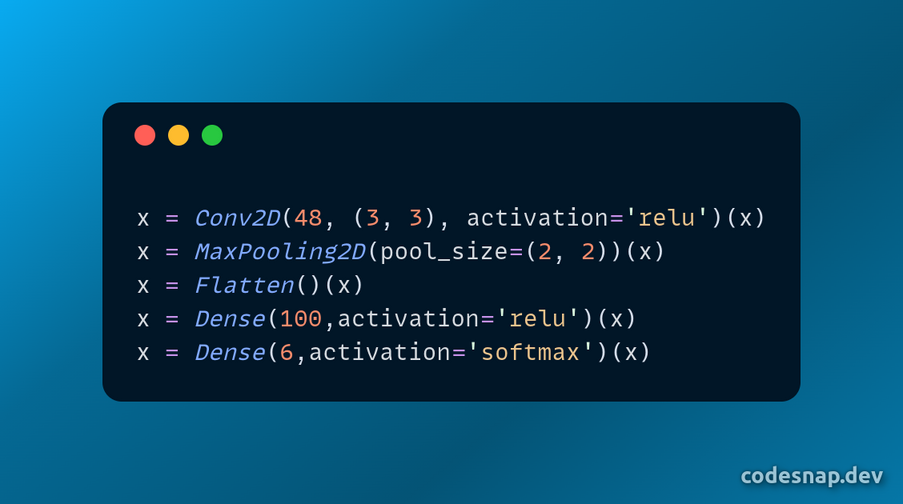 x = Conv2D(48, (3, 3), activation='relu')(x)
x = MaxPooling2D(pool_size=(2, 2))(x)
x = Flatten()(x)
x = Dense(100,activation='relu')(x)
x = Dense(6,activation='softmax')(x)
codesnap.dev